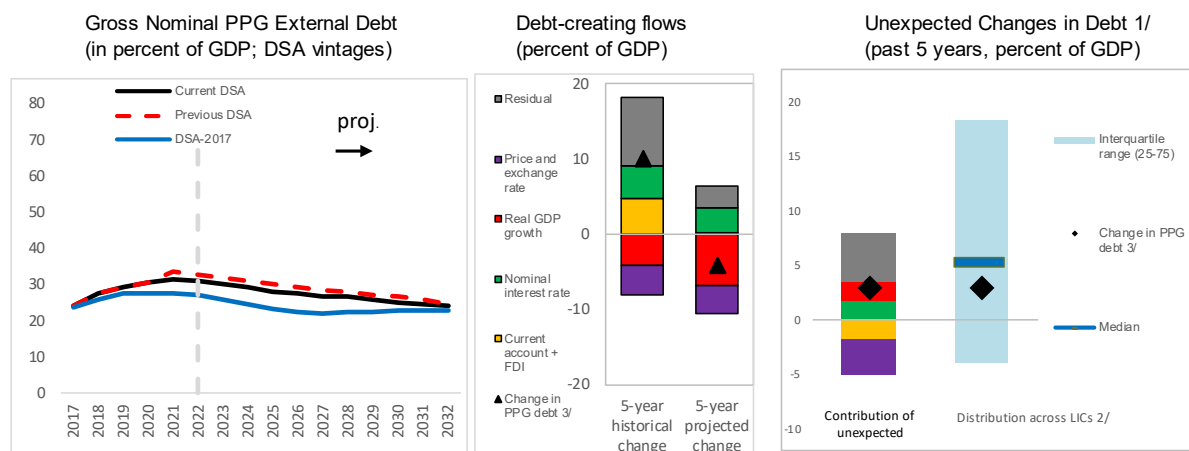 Gross Nominal PPG External Debt
(in percent of GDP; DSA vintages)
Current DSA
Previous DSA
DSA-2017
proj.
80
70
60
50
40
30
20
10
0
2017
2018
2019
2020
2021
2022
2023
2024
2025
2026
2027
2028
2029
2030
2031
2032
Debt-creating flows
(percent of GDP)
Residual
Price and
exchange
rate
Real GDP
growth
Nominal
interest rate
Current
account +
FDI
Change in
PPG debt 3/
20
10
0
-10
-20
5-year
historical
change
5-year
projected
change
Unexpected Changes in Debt 1/
(past 5 years, percent of GDP)
20
15
10
5
0
-5
-10
Interquartile
range (25-75)
Change in PPG
debt 3/
Median
Contribution of
unexpected
Distribution across LICs 2/